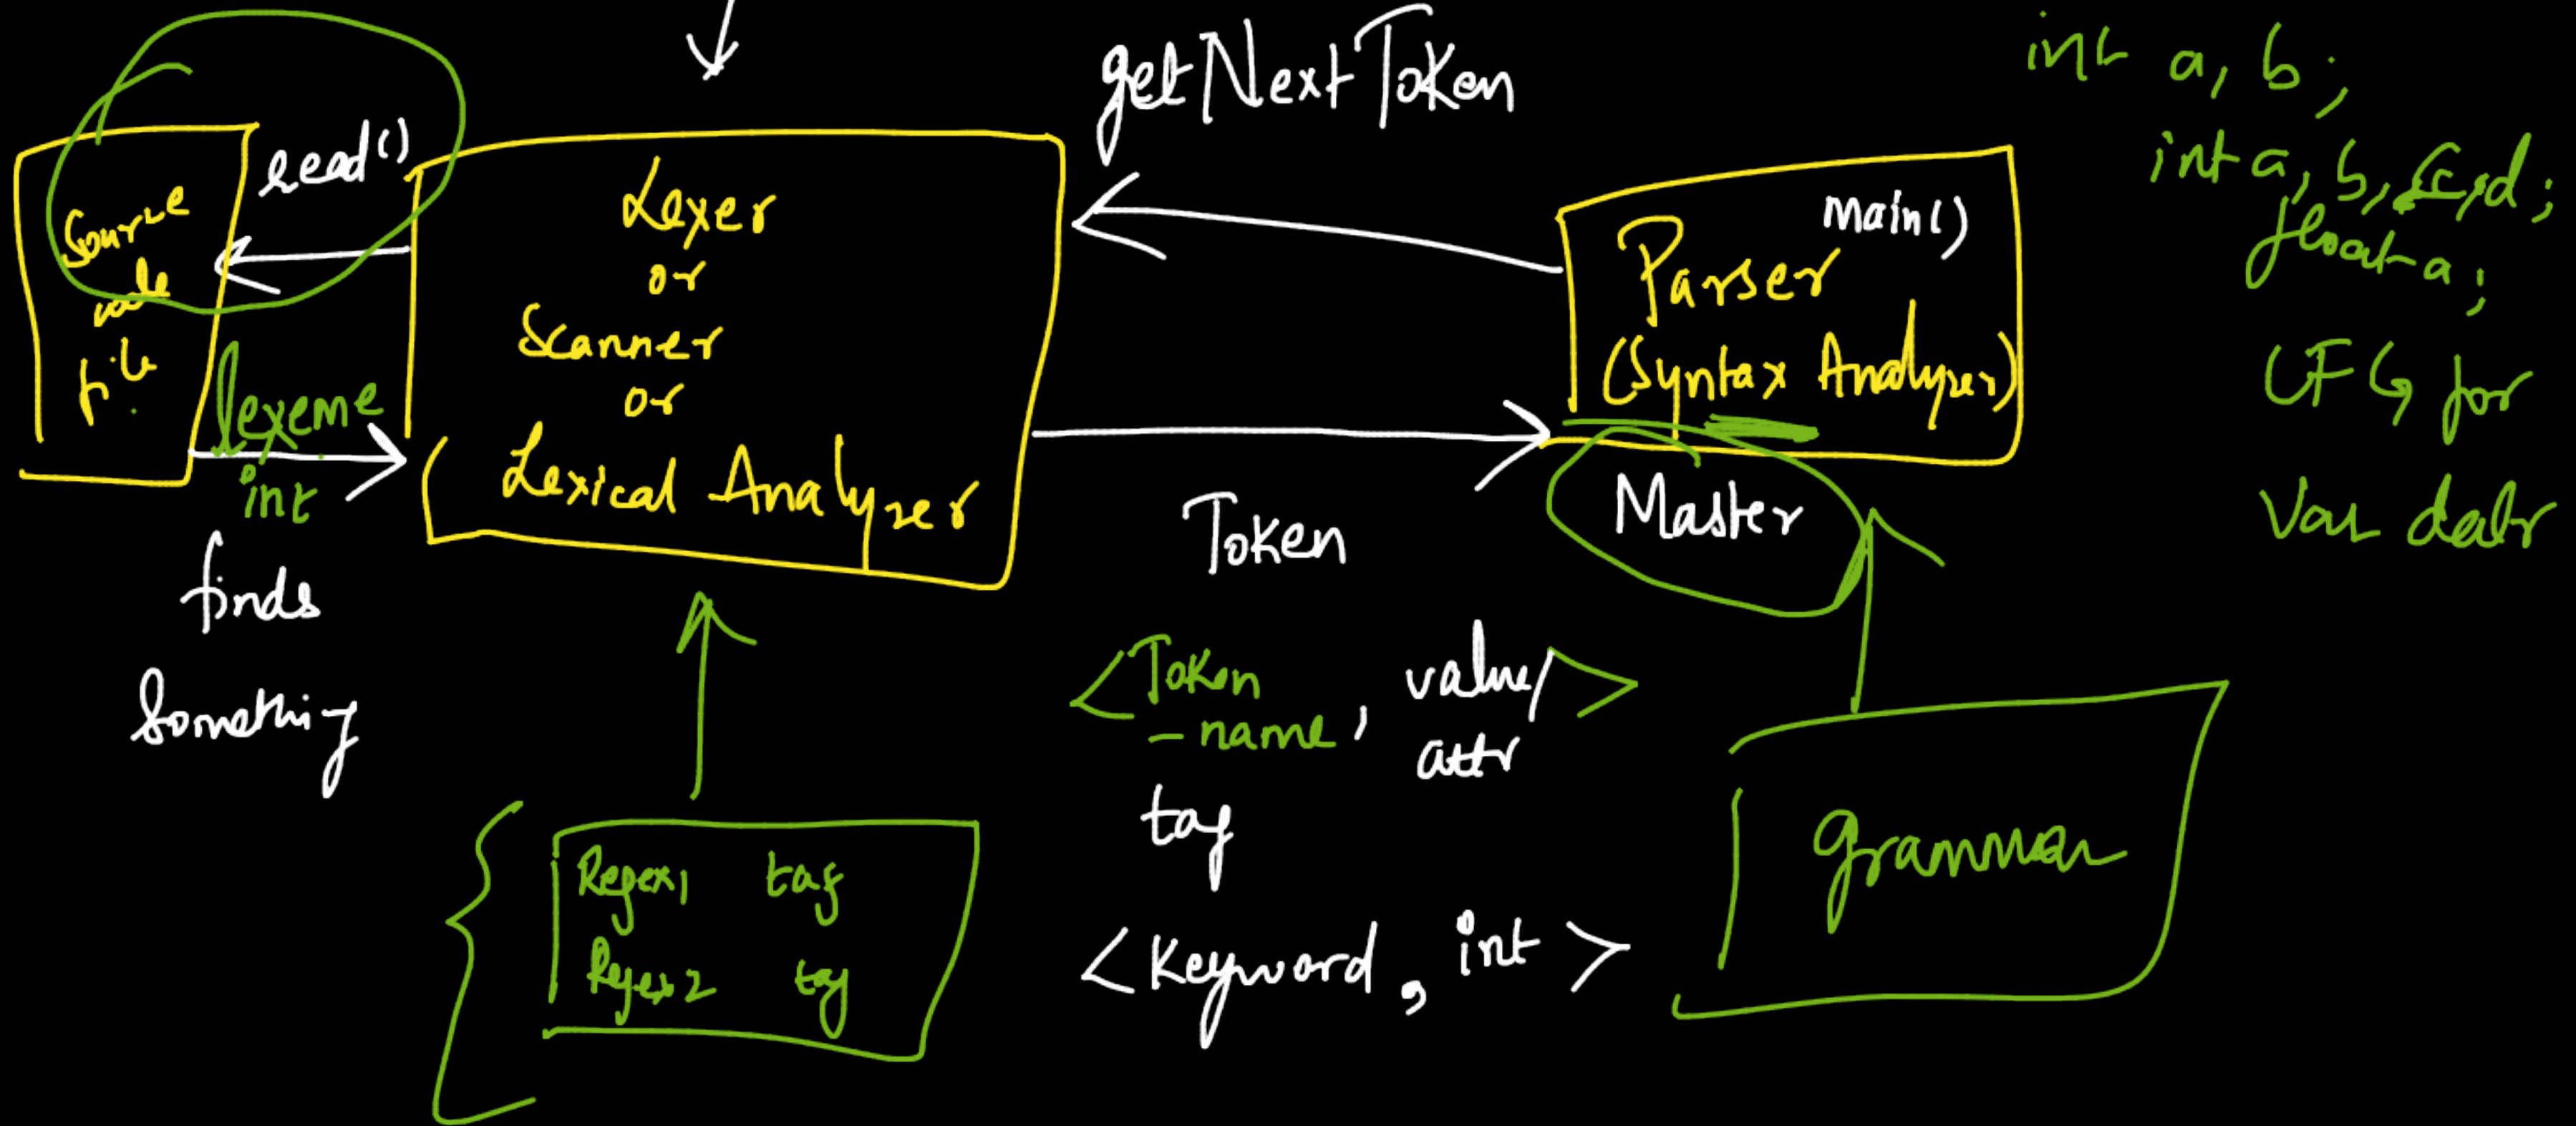 getNextToken
int a, b;
int a, b, c, d;
float a;
read()
Source
code
file
Lexer
or
Scanner
or
(Lexical Analyzer
main()
Parser
(Syntax Analyzer)
CFG for
Var
lexeme
int
finds
Something
Token
Master
<Token
-name, value/>
attr
tag
<Keyword, int>
Regex1 tag
Regex2 tag
grammar